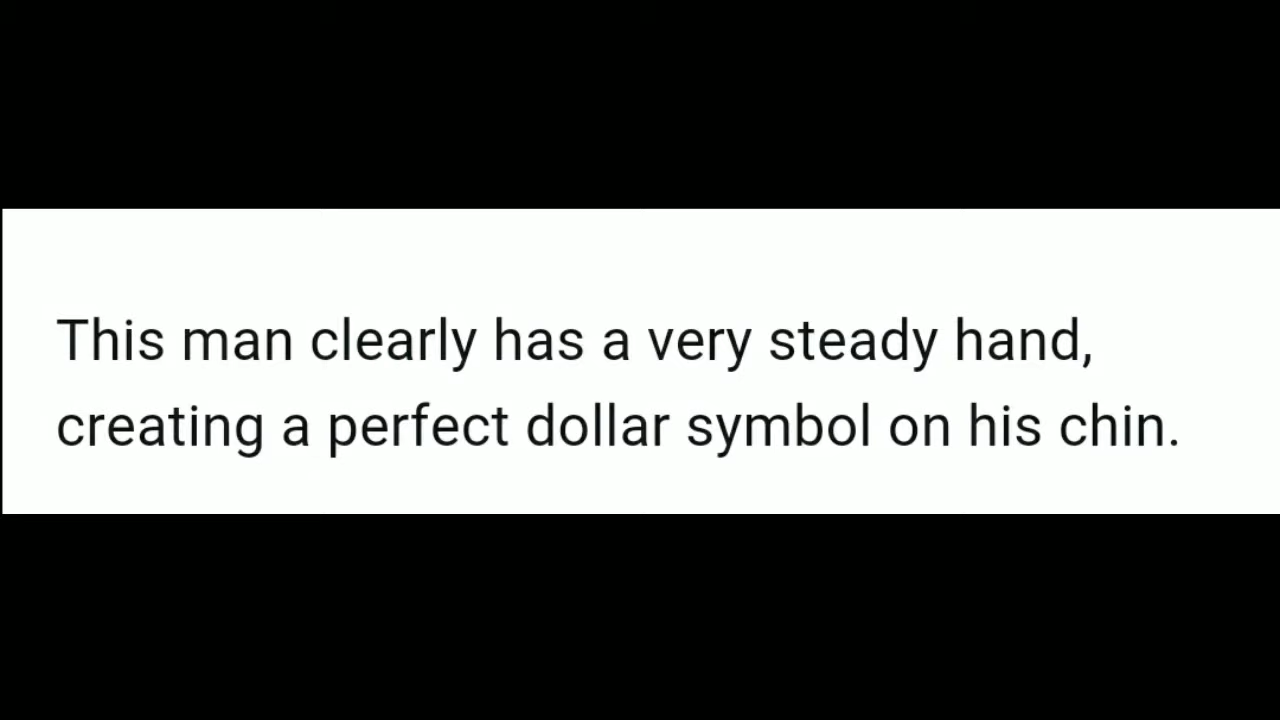 This man clearly has a very steady hand,
creating a perfect dollar symbol on his chin.